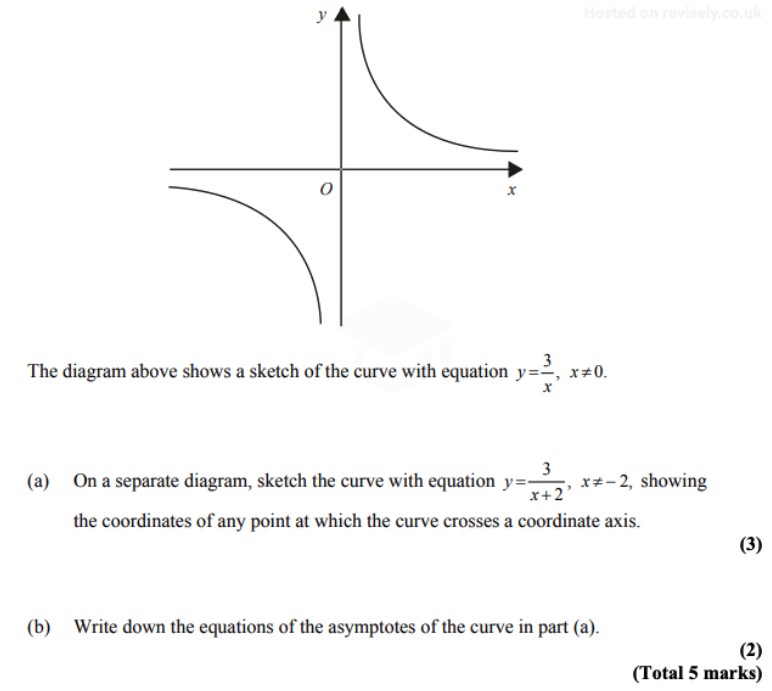 Hosted on revisely.co.uk
y
O
x
The diagram above shows a sketch of the curve with equation y=3/x, x≠0.
(a) On a separate diagram, sketch the curve with equation y=3/(x+2), x≠−2, showing
the coordinates of any point at which the curve crosses a coordinate axis.
(3)
(b) Write down the equations of the asymptotes of the curve in part (a).
(2)
(Total 5 marks)